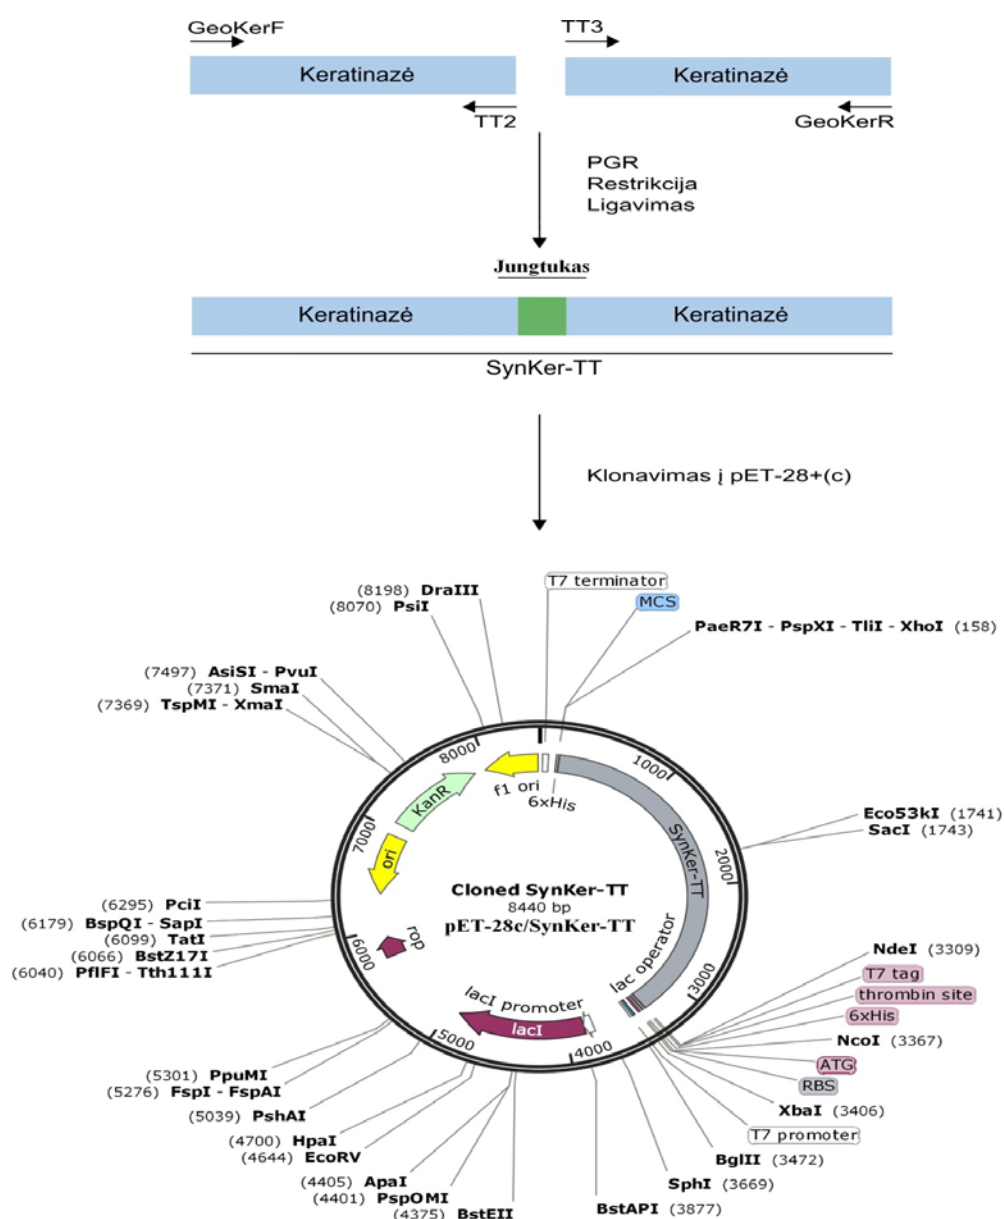 GeoKerF
TT3
Keratinazė
Keratinazė
TT2
GeoKerR
PGR
Restrikcija
Ligavimas
Jungtukas
Keratinazė
Keratinazė
SynKer-TT
Klonavimas į pET-28+(c)
T7 terminator
MCS
PaeR7I - PspXI - TliI - XhoI (158)
(8198) DraIII
(8070) PsiI
(7497) AsiSI - PvuI
(7371) SmaI
(7369) TspMI - XmaI
8000
1000
f1 ori
6xHis
KanR
7000
Eco53kI (1741)
SacI (1743)
2000
SynKer-TT
ori
Cloned SynKer-TT
8440 bp
pET-28c/SynKer-TT
(6295) PciI
(6179) BspQI - SapI
(6099) TatI
(6066) BstZ17I
(6040) PflFI - Tth111I
6000
rop
lac operator
3000
NdeI (3309)
T7 tag
thrombin site
6xHis
NcoI (3367)
ATG
RBS
XbaI (3406)
T7 promoter
BglII (3472)
SphI (3669)
BstAPI (3877)
lacI promoter
lacI
5000
4000
(5301) PpuMI
(5276) FspI - FspAI
(5039) PshAI
(4700) HpaI
(4644) EcoRV
(4405) ApaI
(4401) PspOMI
(4375) BstEII